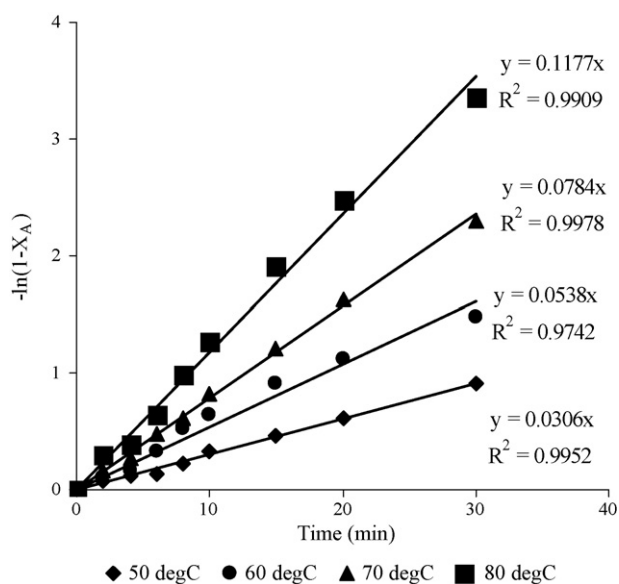 -4
3
2
1
0
-ln(1-X_A)
y = 0.1177x
R² = 0.9909
y = 0.0784x
R² = 0.9978
y = 0.0538x
R² = 0.9742
y = 0.0306x
R² = 0.9952
0 10 20 30 40
Time (min)
50 degC 60 degC 70 degC 80 degC